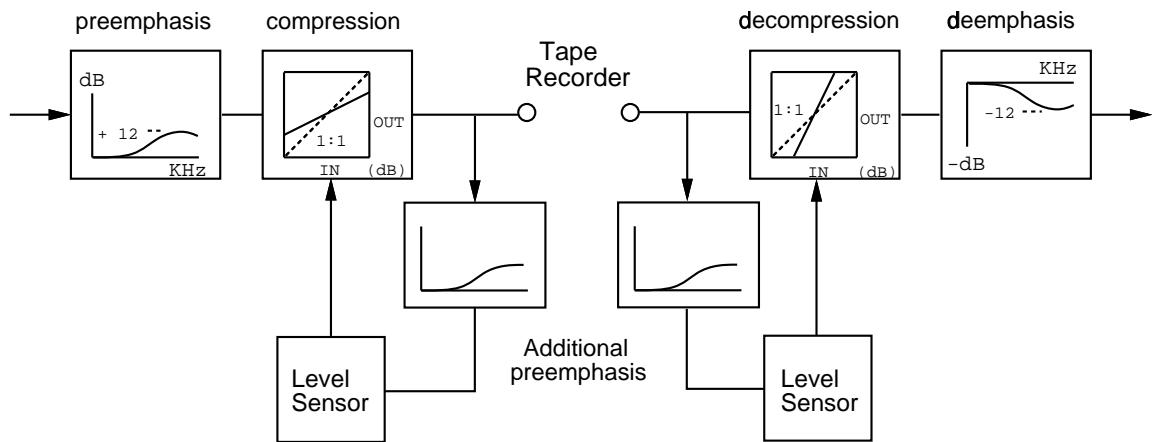 preemphasis
compression
decompression
deemphasis
Tape
Recorder
dB
+ 12
KHz
1:1
OUT
IN (dB)
1:1
OUT
IN (dB)
KHz
-12
-dB
Additional
preemphasis
Level
Sensor
Level
Sensor